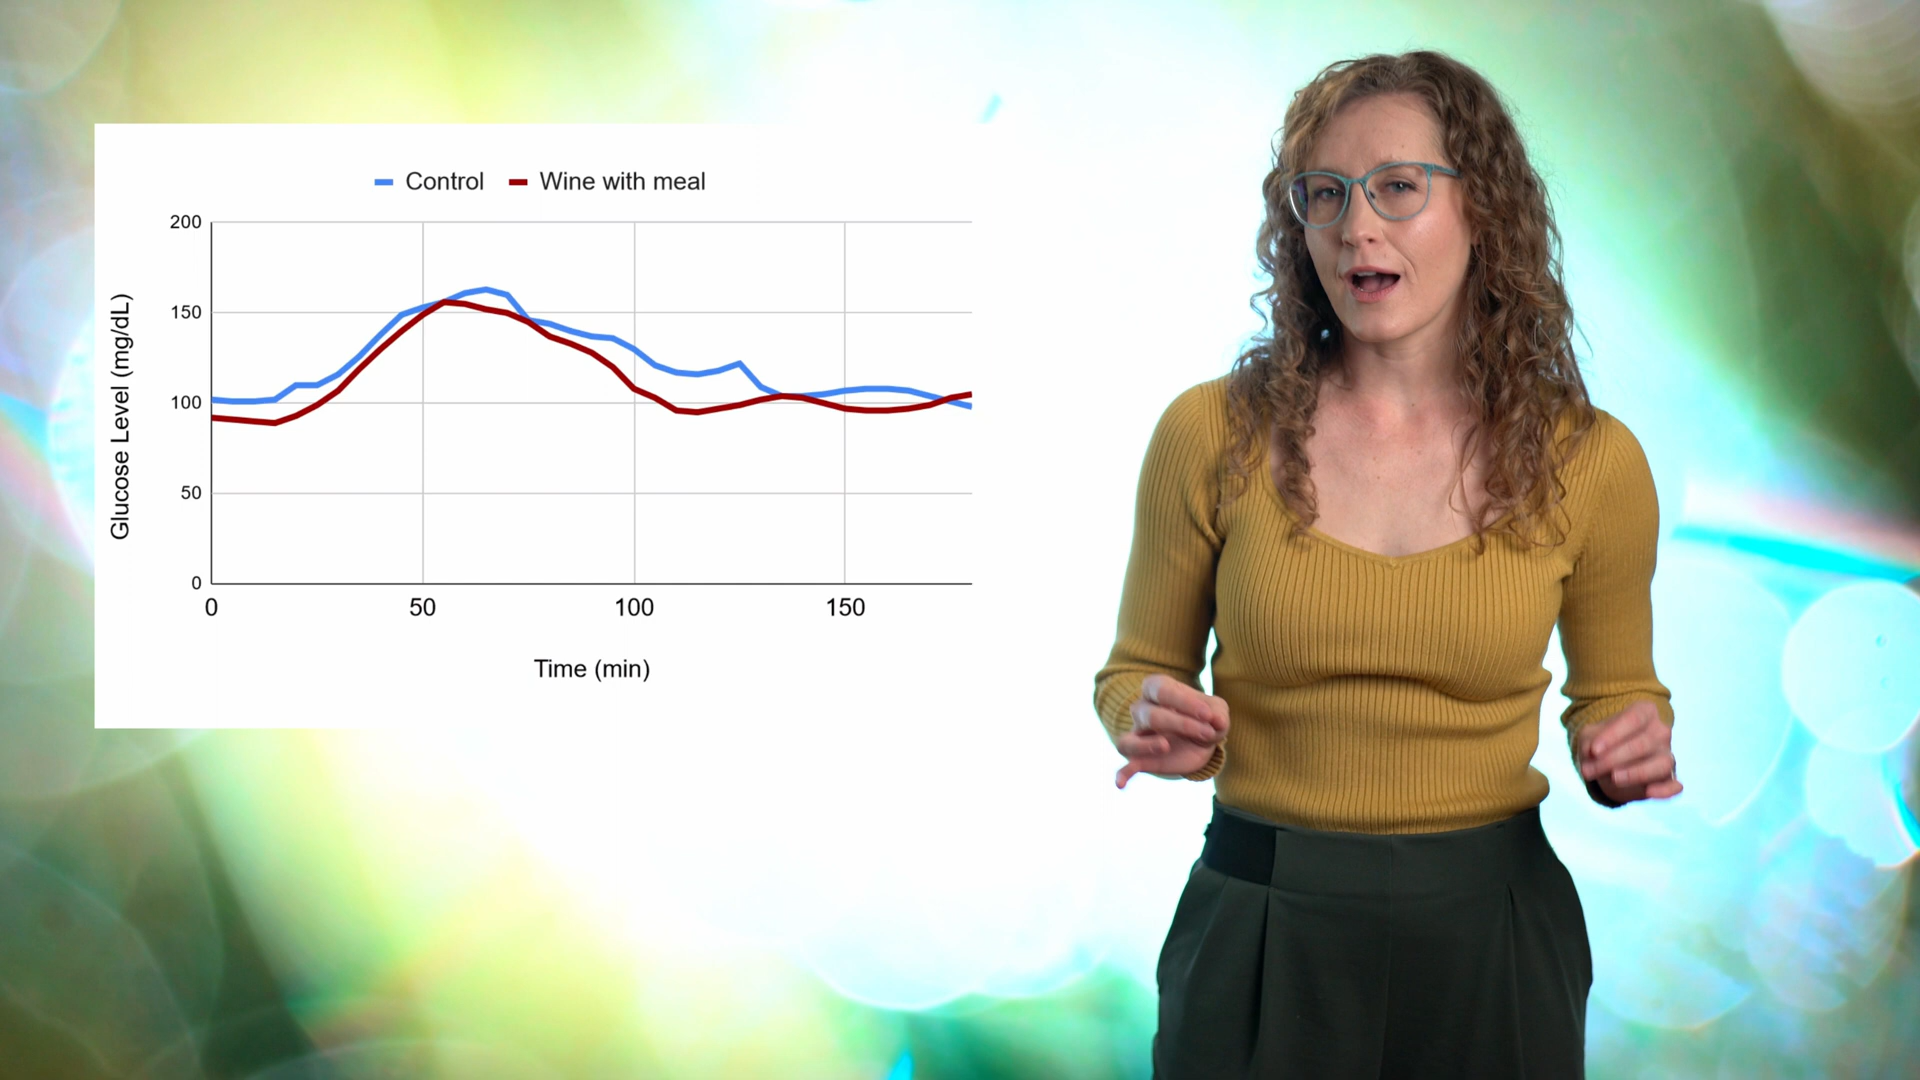 Control Wine with meal
200
150
100
50
0
0 50 100 150
Glucose Level (mg/dL)
Time (min)